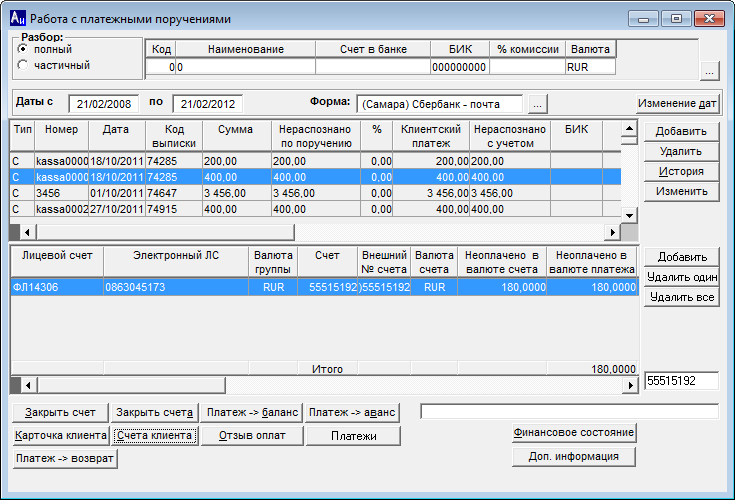 Aи Работа с платежными поручениями
Разбор:
полный
частичный
Код Наименование Счет в банке БИК % комиссии Валюта
0 0 000000000 RUR
...
Даты с 21/02/2008 по 21/02/2012 Форма: (Самара) Сбербанк - почта ... Изменение дат
Тип Номер Дата Код выписки Сумма Нераспознано по поручению % Клиентский платеж Нераспознано с учетом БИК
С kassa0000 18/10/2011 74285 200,00 200,00 0,00 200,00 200,00
С kassa0000 18/10/2011 74285 400,00 400,00 0,00 400,00 400,00
С 3456 01/10/2011 74647 3 456,00 3 456,00 0,00 3 456,00 3 456,00
С kassa0002 27/10/2011 74915 400,00 400,00 0,00 400,00 400,00
Добавить
Удалить
История
Изменить
Лицевой счет Электронный ЛС Валюта группы Счет Внешний № счета Валюта счета Неоплачено в валюте счета Неоплачено в валюте платежа
ФЛ14306 0863045173 RUR 55515192 )55515192 RUR 180,0000 180,0000
Итого 180,0000
Добавить
Удалить один
Удалить все
55515192
Закрыть счет Закрыть счета Платеж -> баланс Платеж -> аванс
Карточка клиента Счета клиента Отзыв оплат Платежи Финансовое состояние
Платеж -> возврат Доп. информация